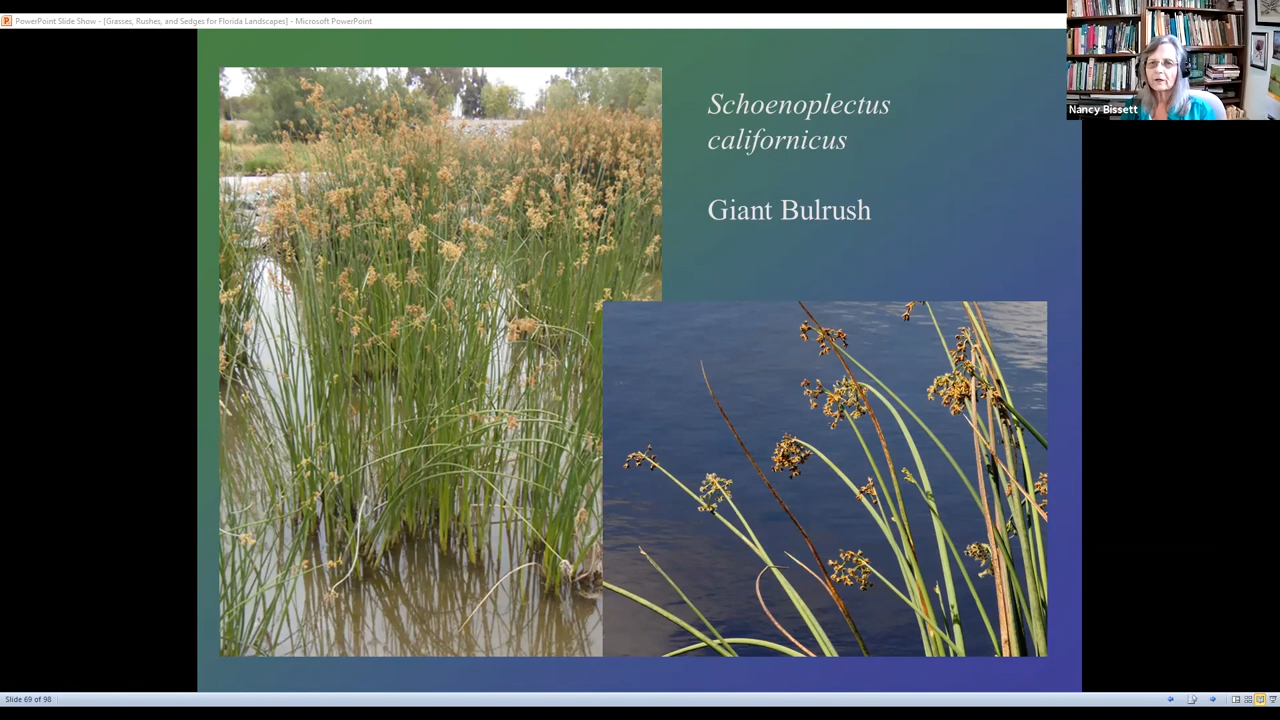 PowerPoint Slide Show - [Grasses, Rushes, and Sedges for Florida Landscapes] - Microsoft PowerPoint
Nancy Bissett
Schoenoplectus
californicus
Giant Bulrush
Slide 69 of 98